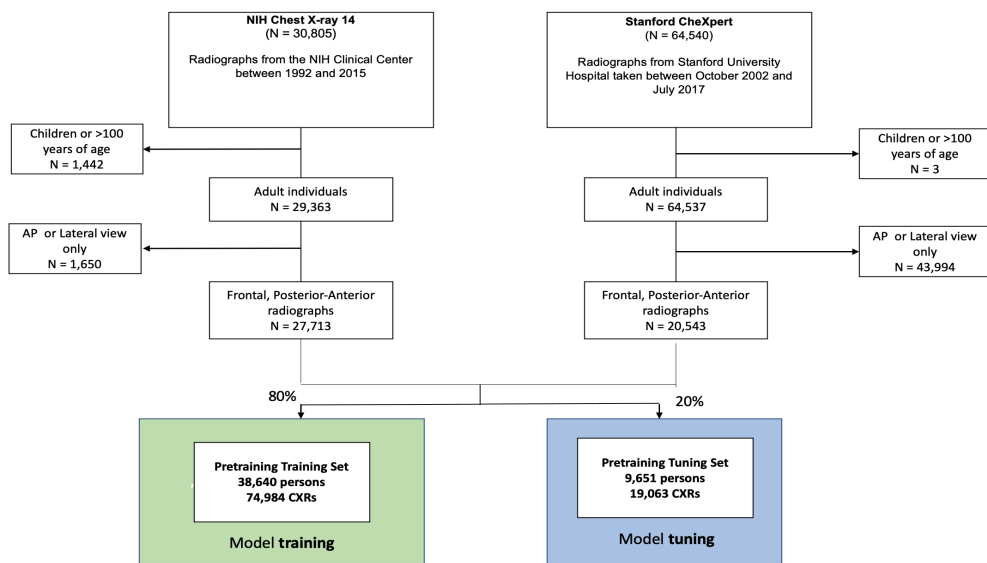 NIH Chest X-ray 14
(N = 30,805)
Radiographs from the NIH Clinical Center
between 1992 and 2015
Stanford CheXpert
(N = 64,540)
Radiographs from Stanford University
Hospital taken between October 2002 and
July 2017
Children or >100
years of age
N = 1,442
Children or >100
years of age
N = 3
Adult individuals
N = 29,363
Adult individuals
N = 64,537
AP or Lateral view
only
N = 1,650
AP or Lateral view
only
N = 43,994
Frontal, Posterior-Anterior
radiographs
N = 27,713
Frontal, Posterior-Anterior
radiographs
N = 20,543
80%
20%
Pretraining Training Set
38,640 persons
74,984 CXRs
Model training
Pretraining Tuning Set
9,651 persons
19,063 CXRs
Model tuning